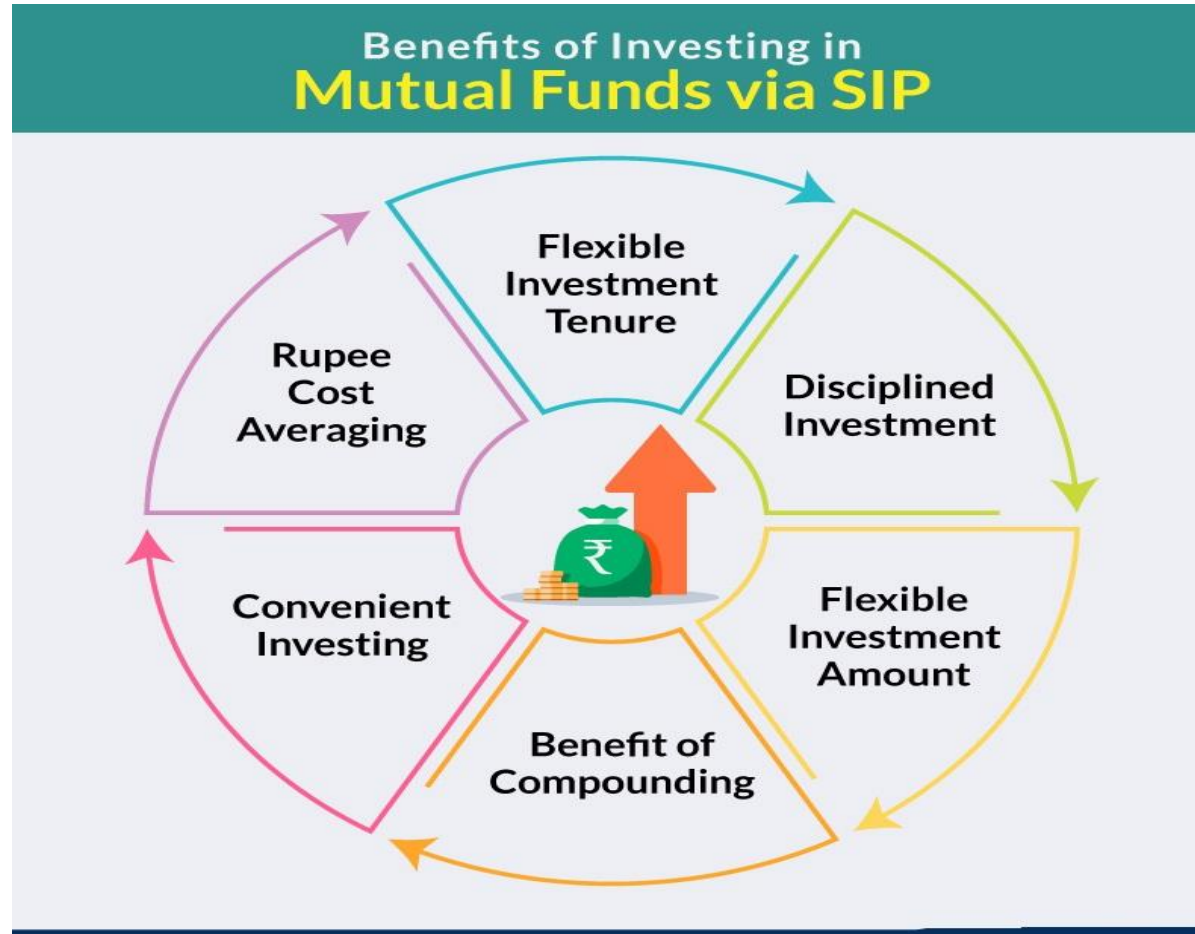 Benefits of Investing in
Mutual Funds via SIP
Flexible
Investment
Tenure
Disciplined
Investment
Flexible
Investment
Amount
Benefit of
Compounding
Convenient
Investing
Rupee
Cost
Averaging
₹